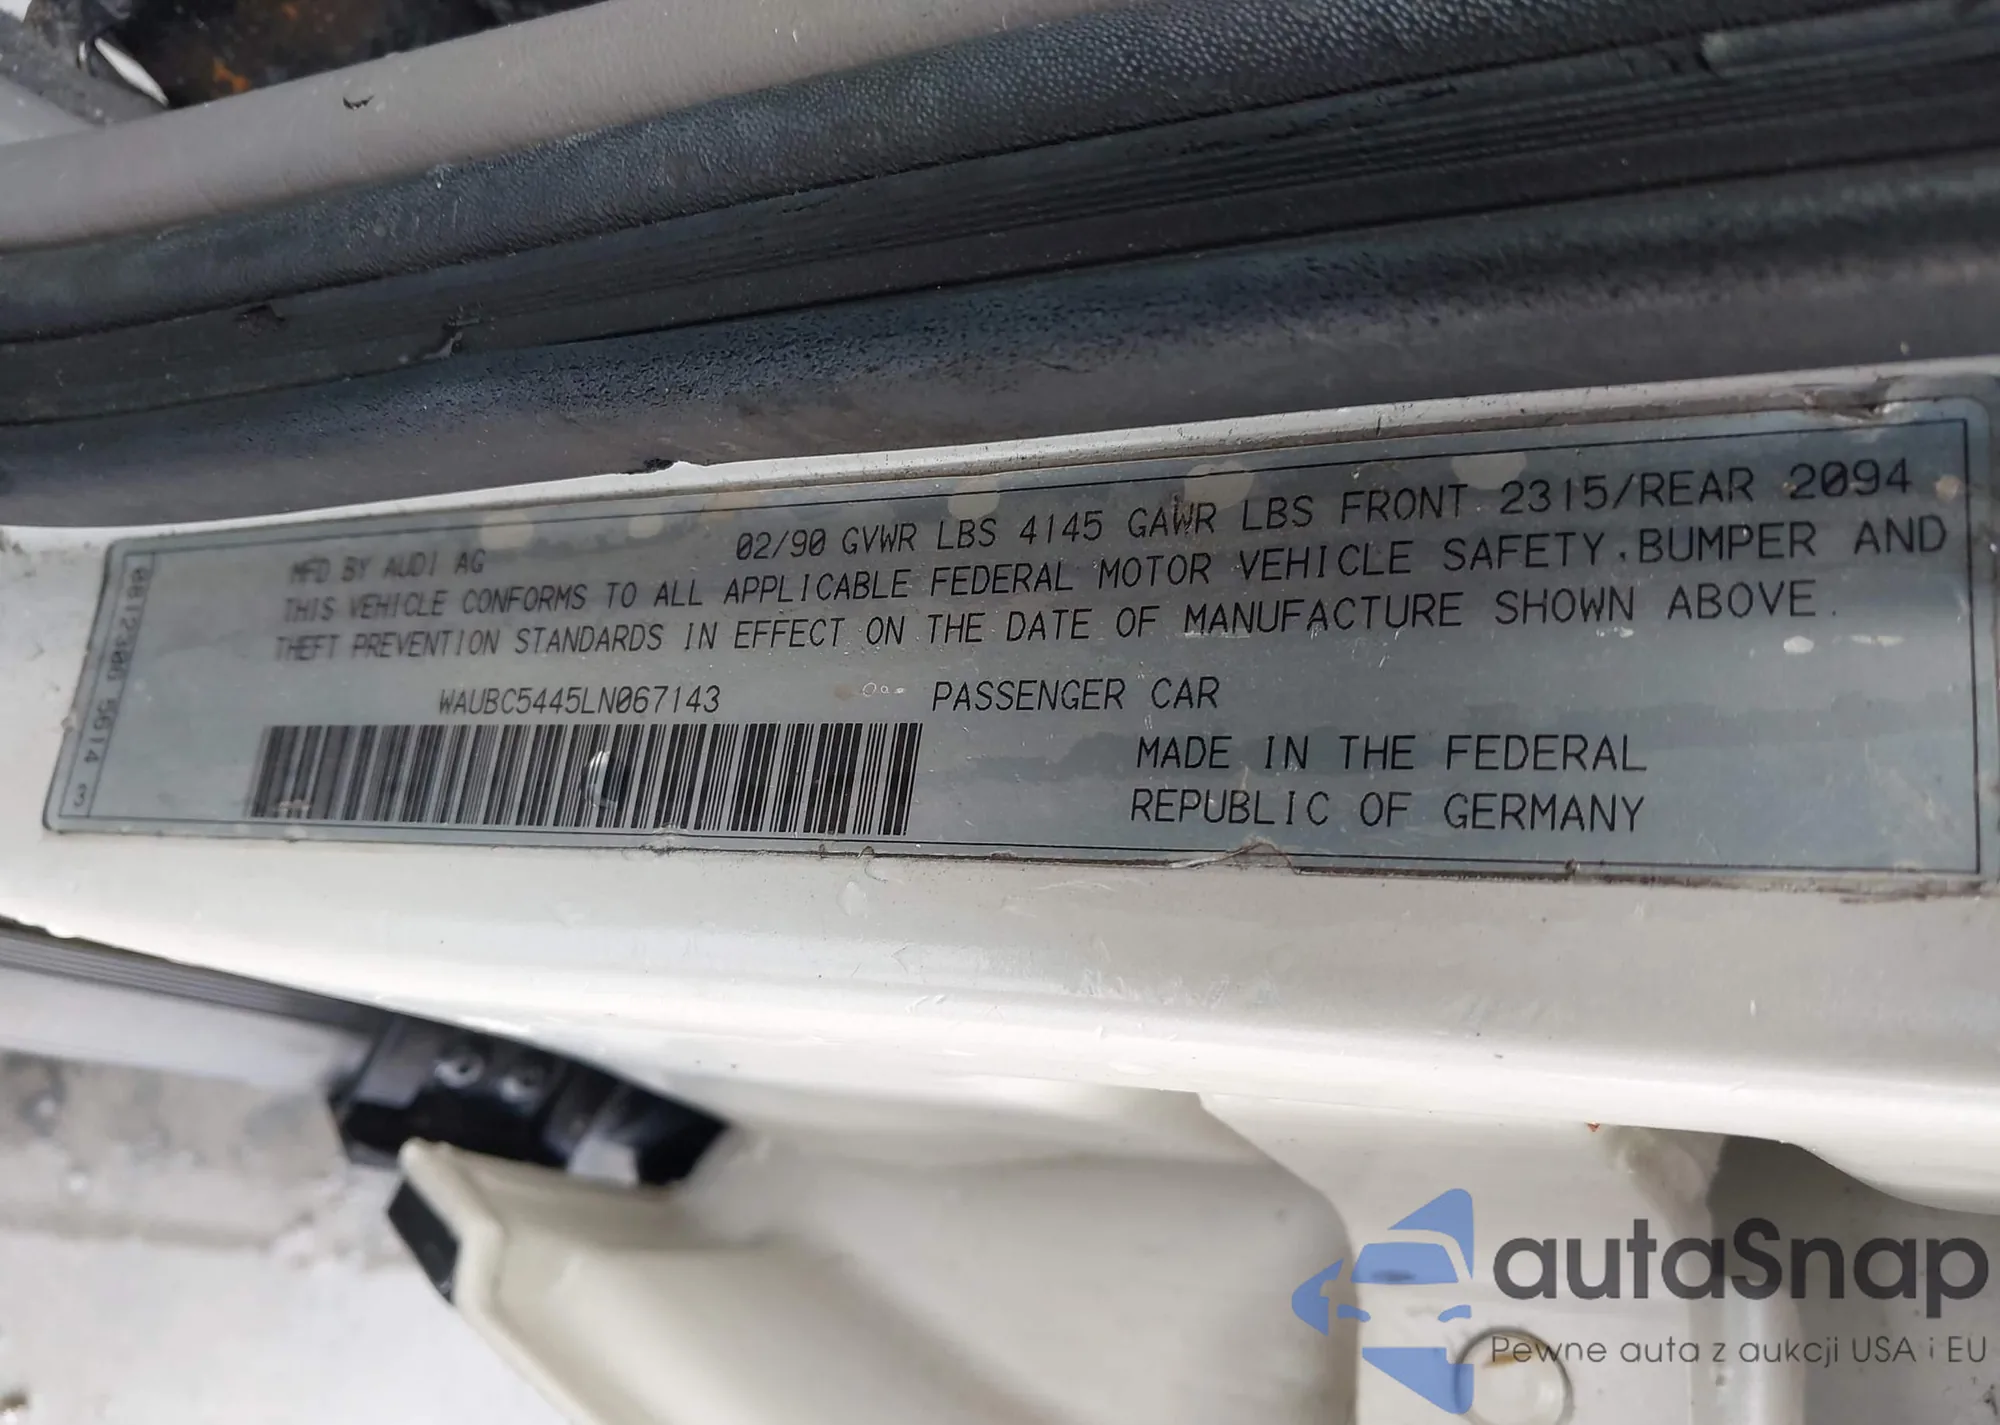 MFD BY AUDI AG 02/90 GVWR LBS 4145 GAWR LBS FRONT 2315/REAR 2094
THIS VEHICLE CONFORMS TO ALL APPLICABLE FEDERAL MOTOR VEHICLE SAFETY, BUMPER AND
THEFT PREVENTION STANDARDS IN EFFECT ON THE DATE OF MANUFACTURE SHOWN ABOVE.
WAUBC5445LN067143 PASSENGER CAR
MADE IN THE FEDERAL
REPUBLIC OF GERMANY
autaSnap
Pewne auta z aukcji USA i EU